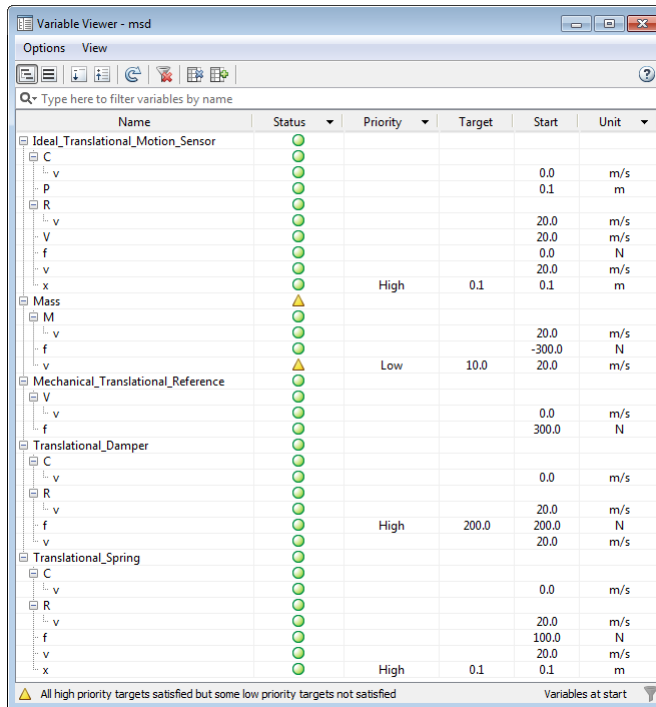 Variable Viewer - msd
Options View
Type here to filter variables by name
Name Status Priority Target Start Unit
Ideal_Translational_Motion_Sensor
C
v 0.0 m/s
P 0.1 m
R
v 20.0 m/s
V 20.0 m/s
f 0.0 N
v 20.0 m/s
x High 0.1 0.1 m
Mass
M
v 20.0 m/s
f -300.0 N
v Low 10.0 20.0 m/s
Mechanical_Translational_Reference
V
v 0.0 m/s
f 300.0 N
Translational_Damper
C
v 0.0 m/s
R
v 20.0 m/s
f High 200.0 200.0 N
v 20.0 m/s
Translational_Spring
C
v 0.0 m/s
R
v 20.0 m/s
f 100.0 N
v 20.0 m/s
x High 0.1 0.1 m
All high priority targets satisfied but some low priority targets not satisfied Variables at start